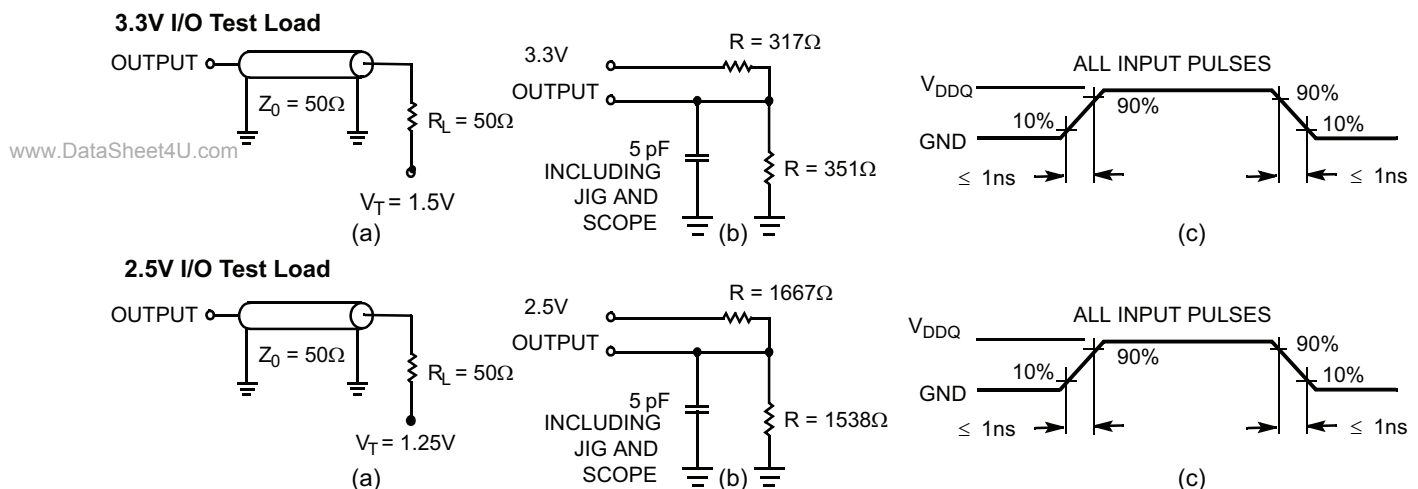 3.3V I/O Test Load
OUTPUT
Z0 = 50Ω
RL = 50Ω
VT = 1.5V
(a)
3.3V
OUTPUT
R = 317Ω
5 pF
INCLUDING
JIG AND
SCOPE
R = 351Ω
(b)
ALL INPUT PULSES
VDDQ
GND
10%
90%
90%
10%
≤ 1ns
≤ 1ns
(c)
www.DataSheet4U.com
2.5V I/O Test Load
OUTPUT
Z0 = 50Ω
RL = 50Ω
VT = 1.25V
(a)
2.5V
OUTPUT
R = 1667Ω
5 pF
INCLUDING
JIG AND
SCOPE
R = 1538Ω
(b)
ALL INPUT PULSES
VDDQ
GND
10%
90%
90%
10%
≤ 1ns
≤ 1ns
(c)